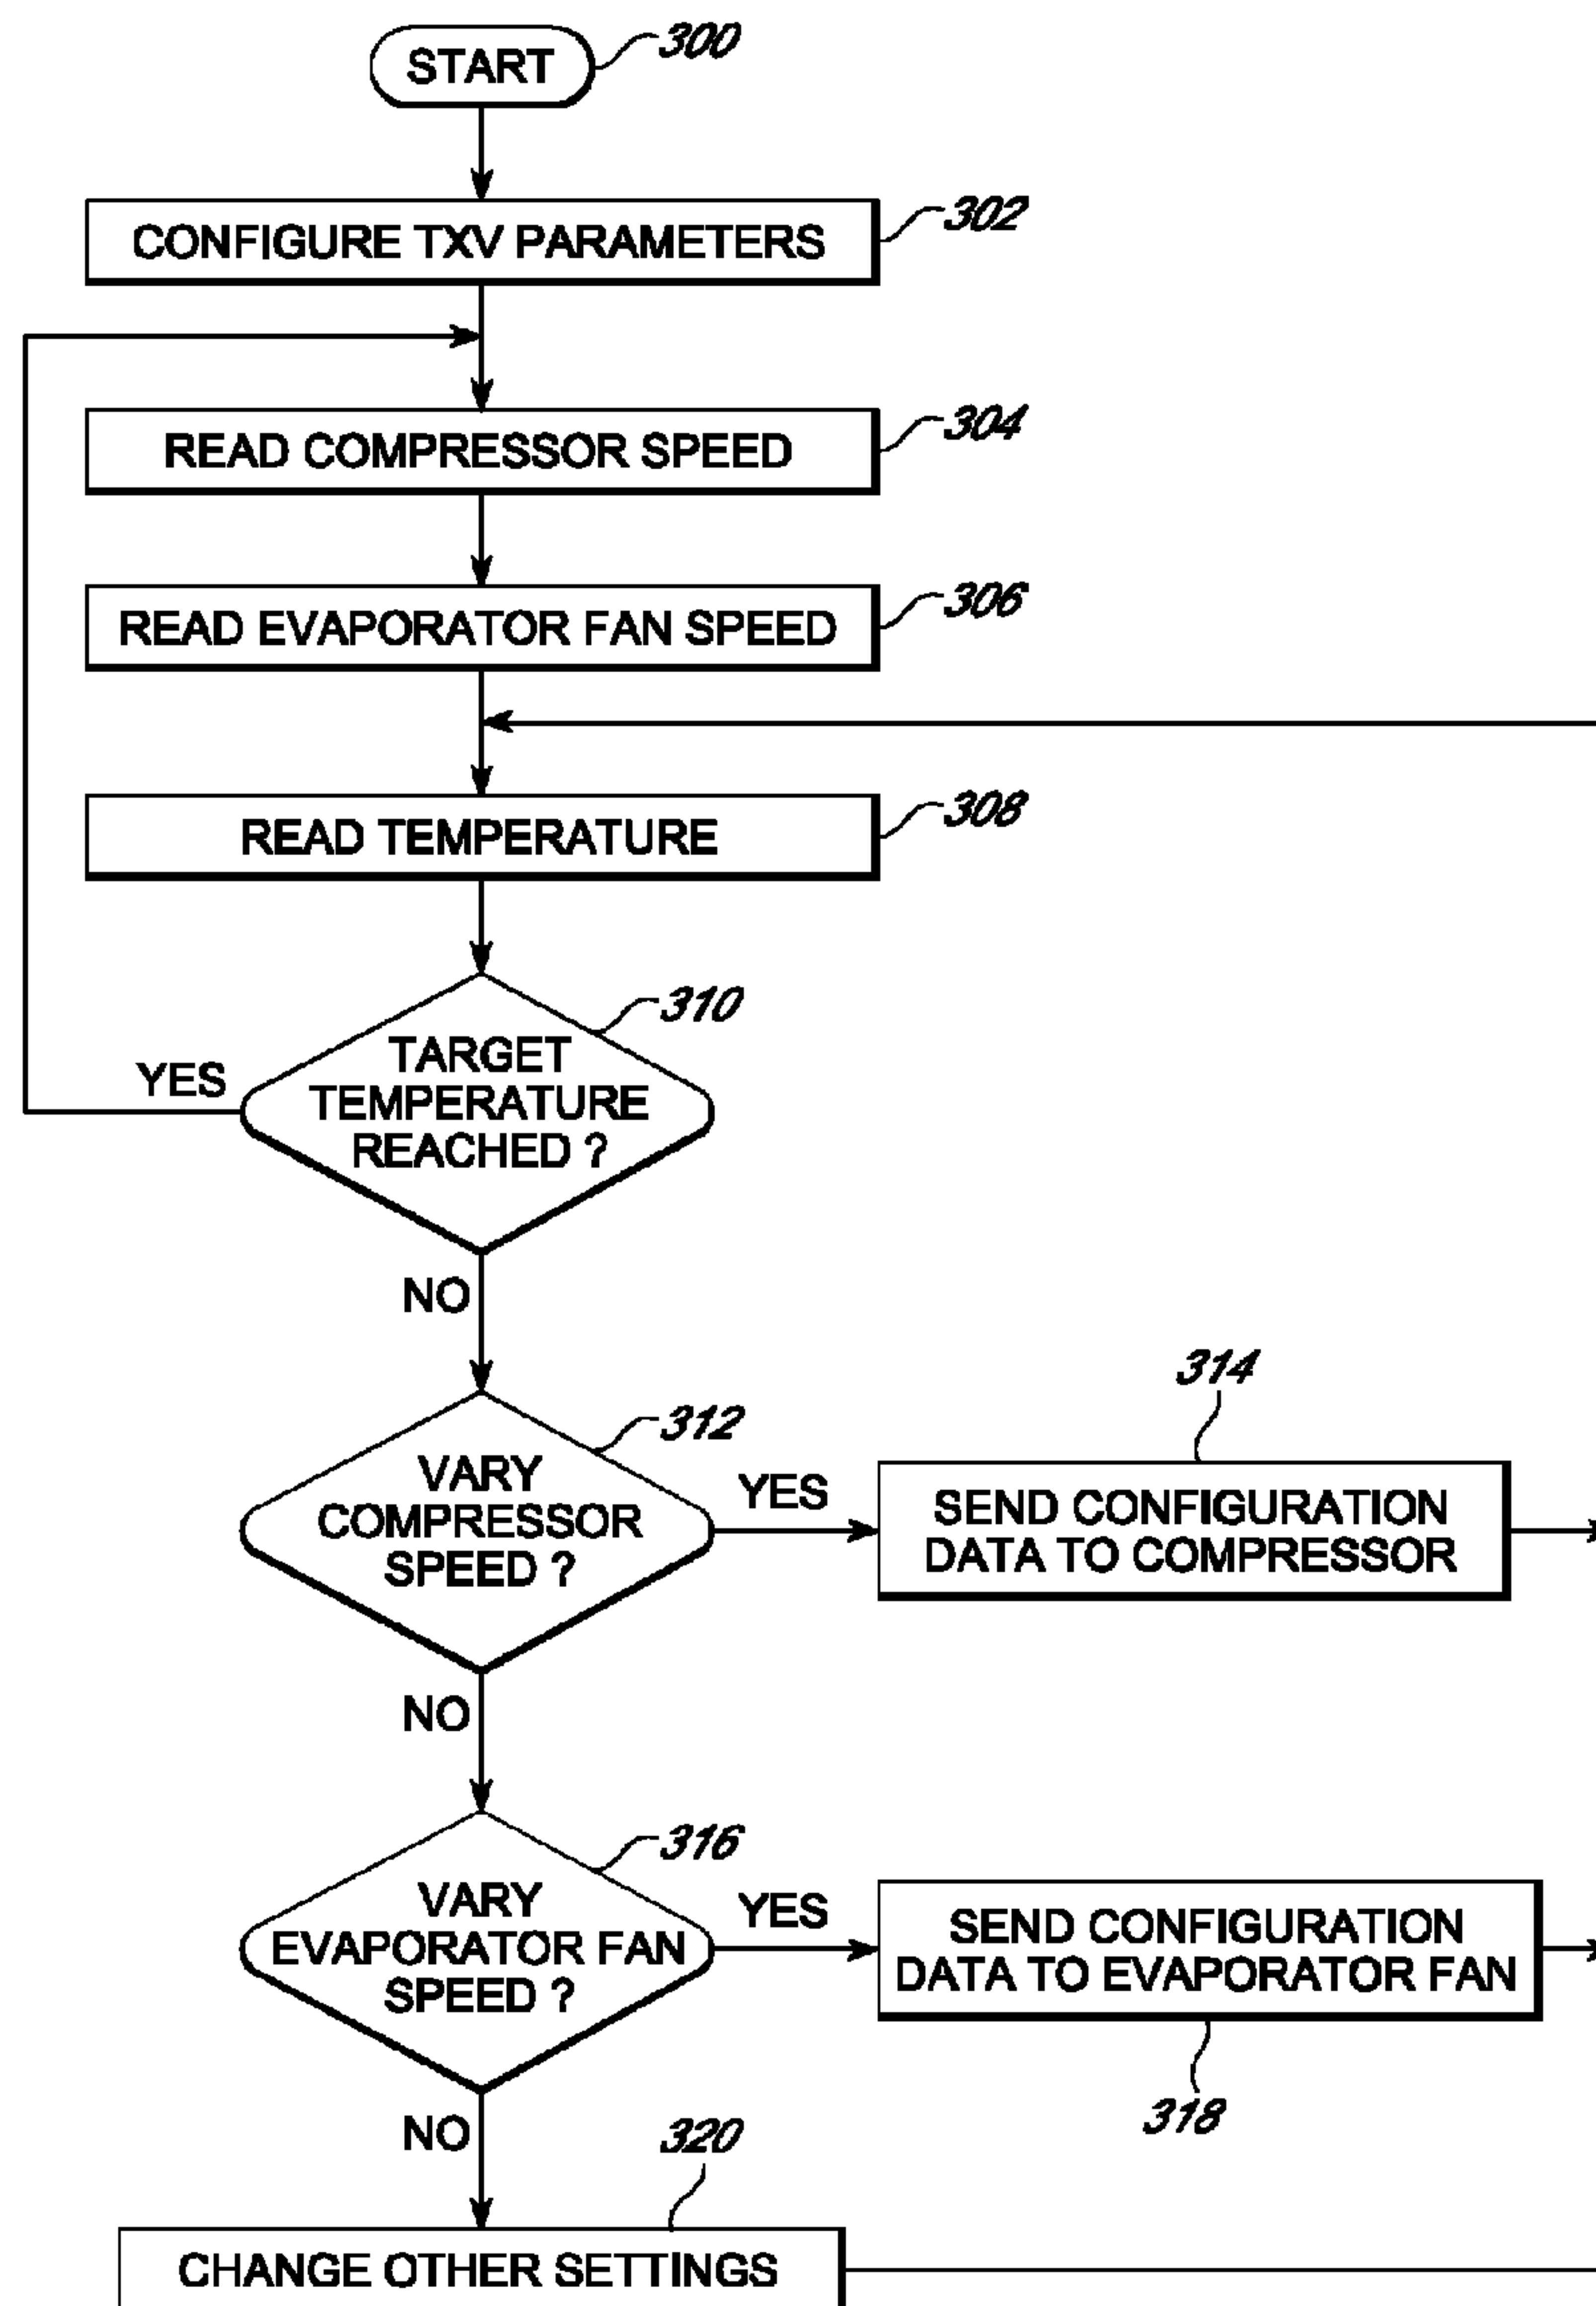 START
300
CONFIGURE TXV PARAMETERS
302
READ COMPRESSOR SPEED
304
READ EVAPORATOR FAN SPEED
306
READ TEMPERATURE
308
310
TARGET
TEMPERATURE
REACHED ?
YES
NO
312
VARY
COMPRESSOR
SPEED ?
YES
314
SEND CONFIGURATION
DATA TO COMPRESSOR
NO
316
VARY
EVAPORATOR FAN
SPEED ?
YES
SEND CONFIGURATION
DATA TO EVAPORATOR FAN
318
NO
320
CHANGE OTHER SETTINGS